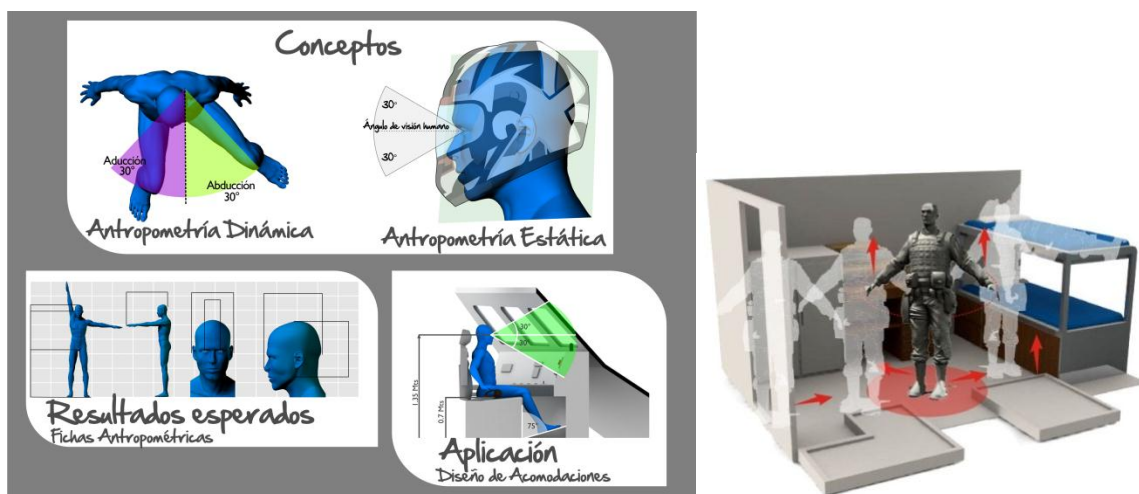 Conceptos
30°
Ángulo de visión humano
30°
Aducción
30°
Abducción
30°
Antropometría Dinámica
Antropometría Estática
Resultados esperados
Fichas Antropométricas
30°
30°
1.35 Mts
0.7 Mts
75°
Aplicación
Diseño de Acomodaciones